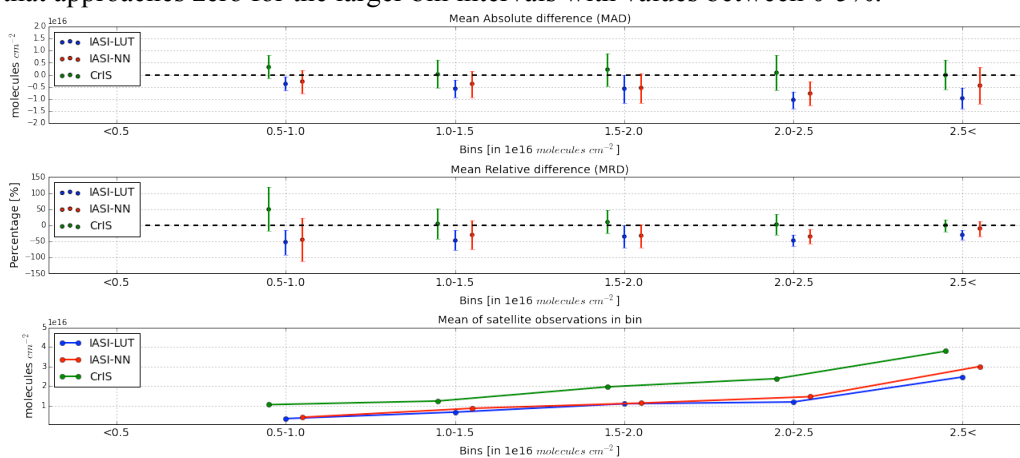 that approaches zero for the larger bin intervals with values between 0-5%.
Mean Absolute difference (MAD)
1e16
2.0
1.5
1.0
0.5
0.0
−0.5
−1.0
−1.5
−2.0
molecules cm⁻²
IASI-LUT
IASI-NN
CrIS
<0.5 0.5-1.0 1.0-1.5 1.5-2.0 2.0-2.5 2.5<
Bins [in 1e16 molecules cm⁻² ]
Mean Relative difference (MRD)
150
100
50
0
−50
−100
−150
Percentage [%]
IASI-LUT
IASI-NN
CrIS
<0.5 0.5-1.0 1.0-1.5 1.5-2.0 2.0-2.5 2.5<
Bins [in 1e16 molecules cm⁻² ]
Mean of satellite observations in bin
1e16
5
4
3
2
1
molecules cm⁻²
IASI-LUT
IASI-NN
CrIS
<0.5 0.5-1.0 1.0-1.5 1.5-2.0 2.0-2.5 2.5<
Bins [in 1e16 molecules cm⁻² ]